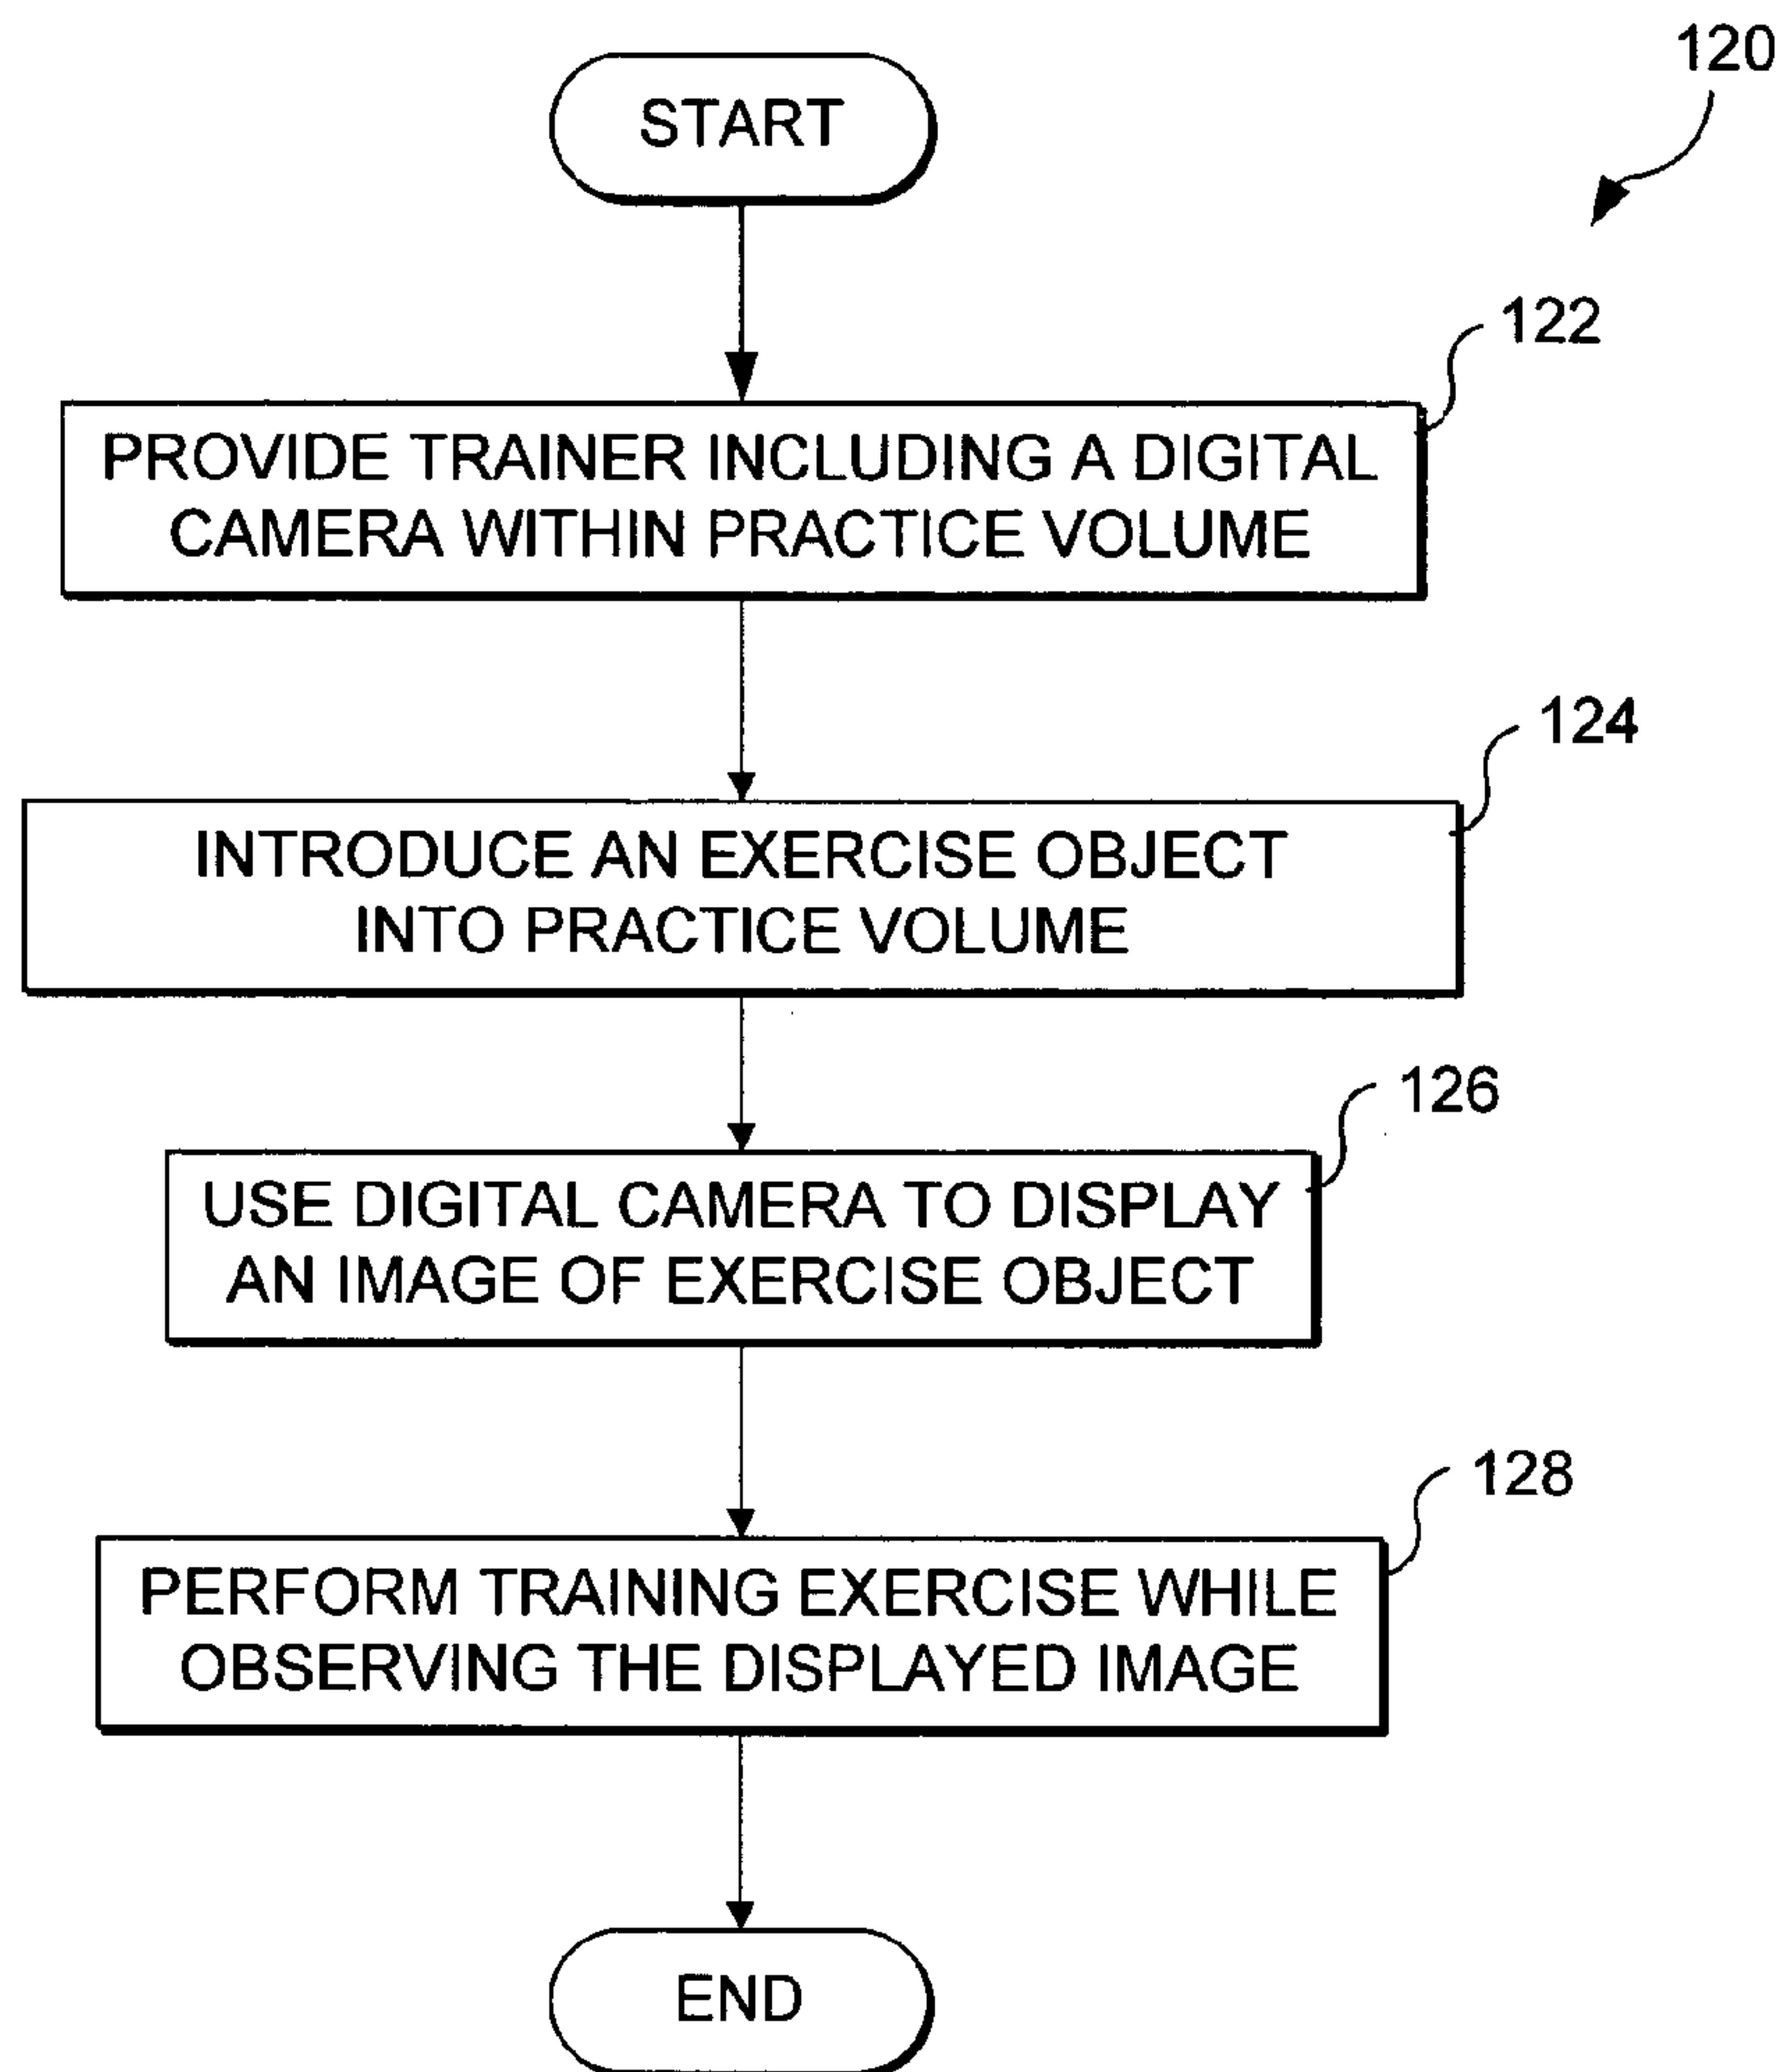 120
START
122
PROVIDE TRAINER INCLUDING A DIGITAL
CAMERA WITHIN PRACTICE VOLUME
124
INTRODUCE AN EXERCISE OBJECT
INTO PRACTICE VOLUME
126
USE DIGITAL CAMERA TO DISPLAY
AN IMAGE OF EXERCISE OBJECT
128
PERFORM TRAINING EXERCISE WHILE
OBSERVING THE DISPLAYED IMAGE
END